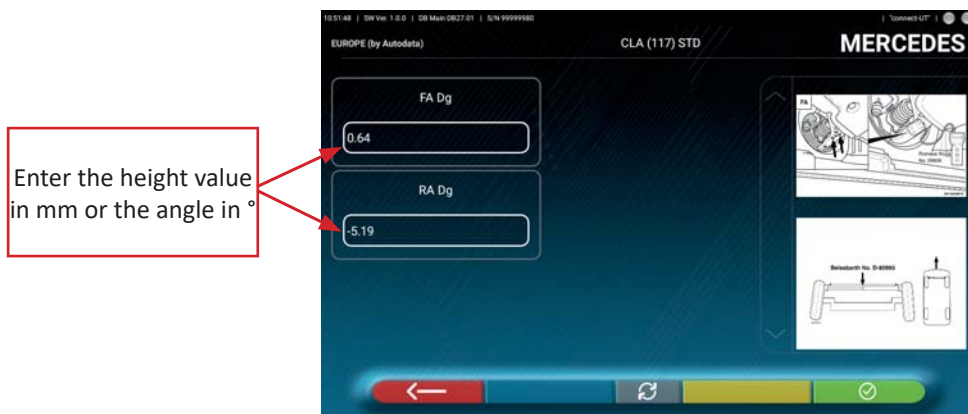 10:51:48 | SW Ver. 1.0.0 | DB Main DB27.01 | S/N 99999980 | "connect-UT" |
EUROPE (by Autodata) CLA (117) STD MERCEDES
FA Dg
0.64
RA Dg
-5.19
Enter the height value
in mm or the angle in °
FA
Romess Rogg
Beissbarth No. D-80993